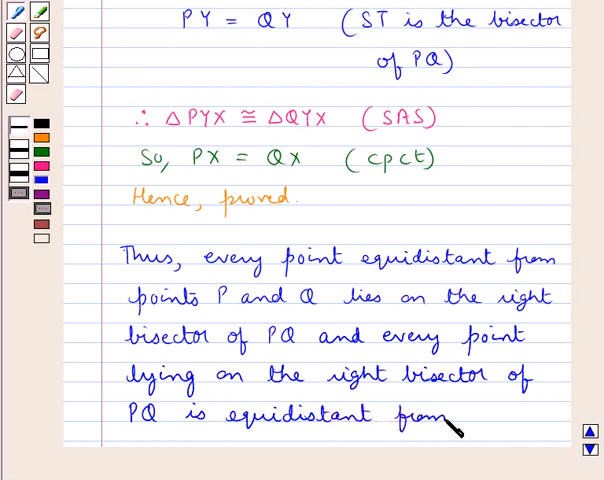 PY = QY (ST is the bisector
of PQ)
∴ △PYX ≅ △QYX (SAS)
So, PX = QX (cpct)
Hence, proved.
Thus, every point equidistant from
points P and Q lies on the right
bisector of PQ and every point
lying on the right bisector of
PQ is equidistant from